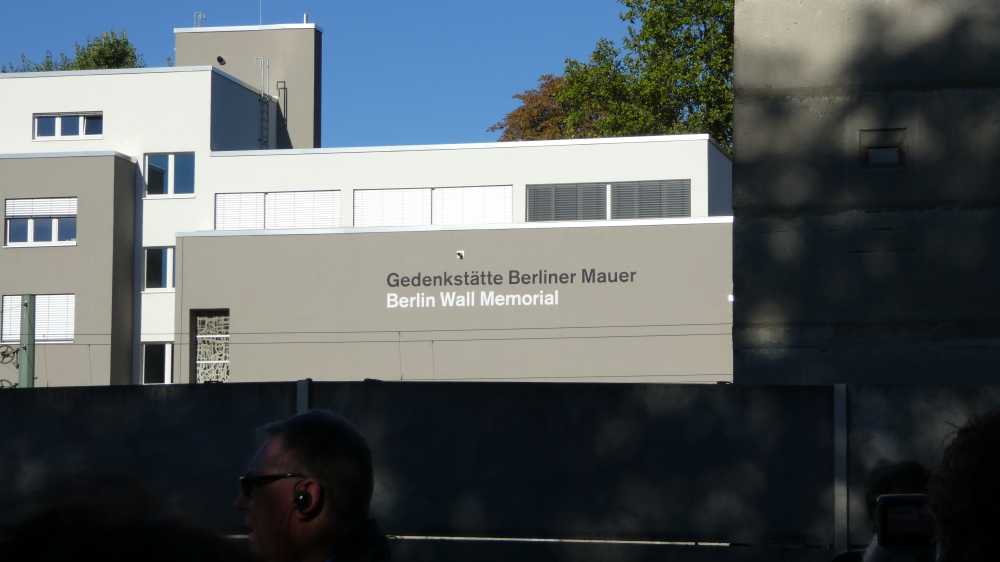 Gedenkstätte Berliner Mauer
Berlin Wall Memorial